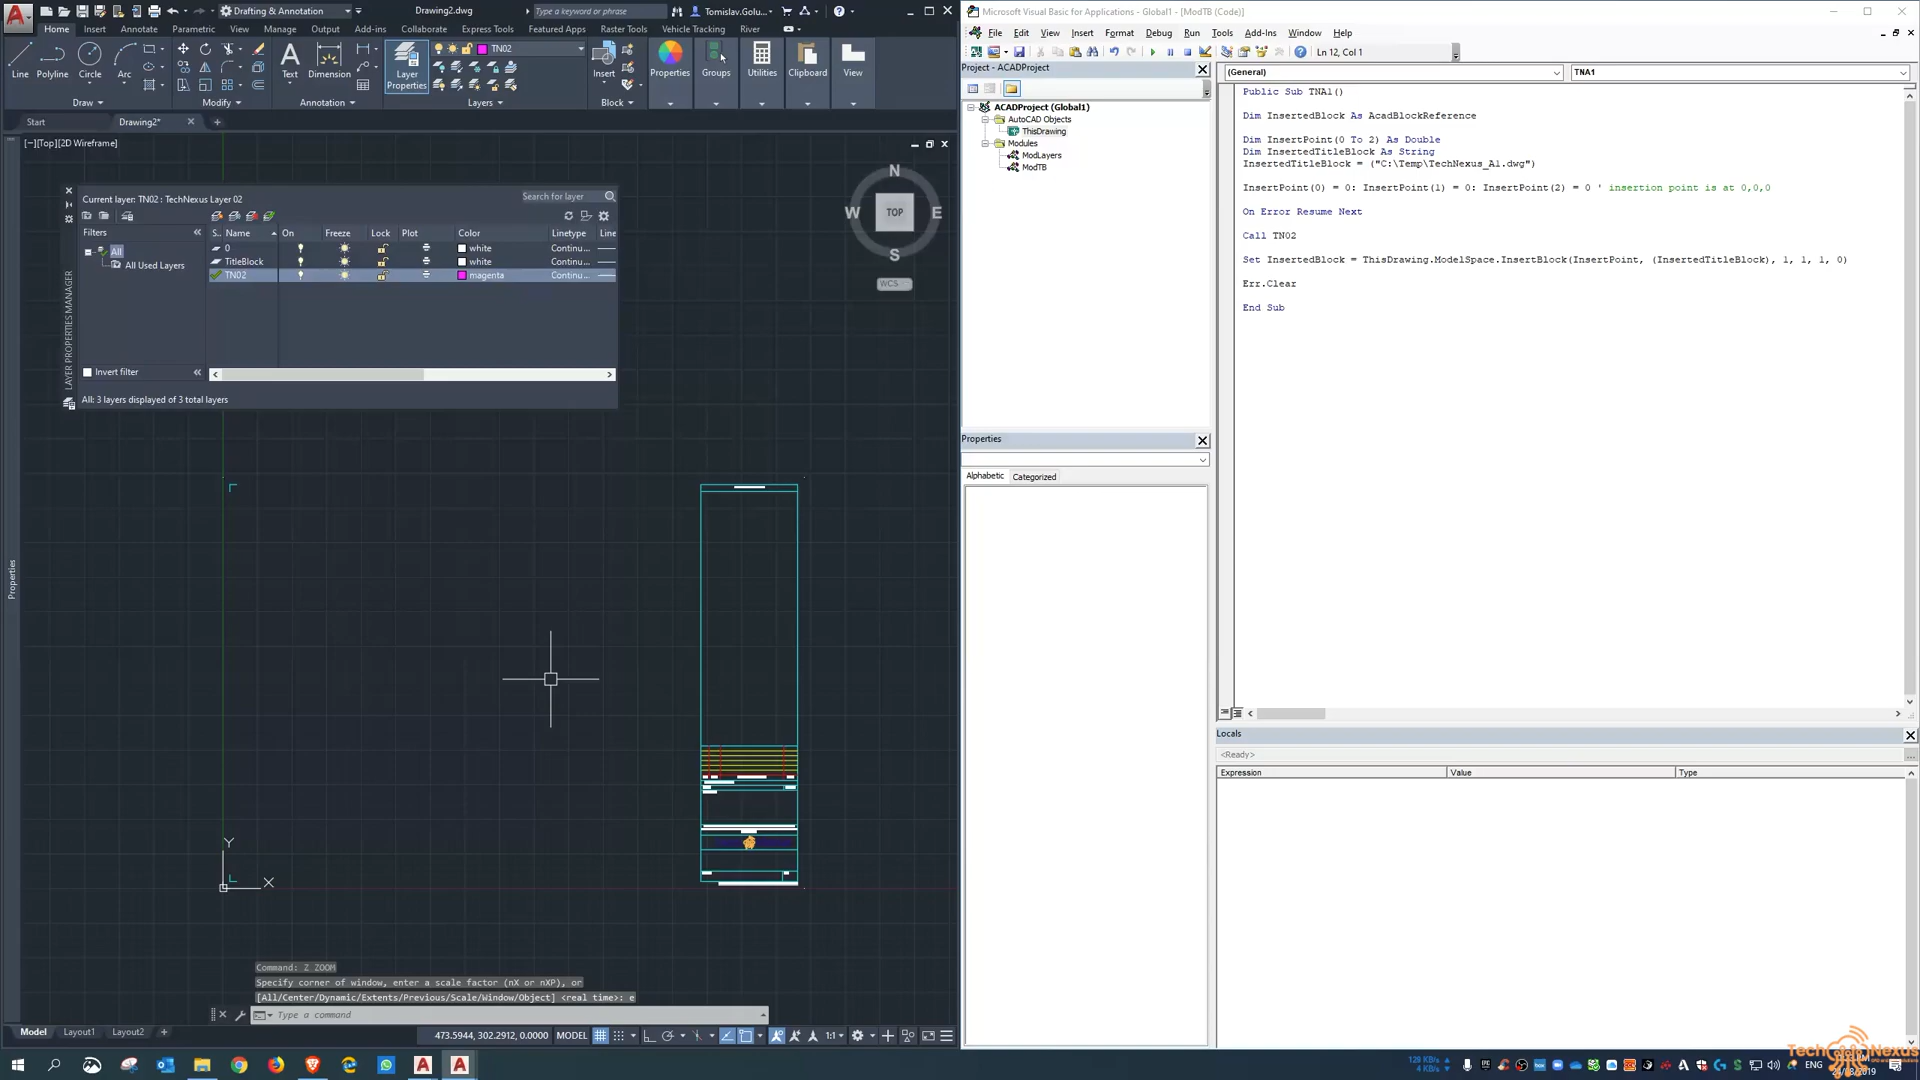 Drafting & Annotation
Drawing2.dwg
Type a keyword or phrase
Tomislav.Golu...
Home
Insert
Annotate
Parametric
View
Manage
Output
Add-ins
Collaborate
Express Tools
Featured Apps
Raster Tools
Vehicle Tracking
River
Line
Polyline
Circle
Arc
Text
Dimension
Layer Properties
TN02
Insert
Properties
Groups
Utilities
Clipboard
View
Draw
Modify
Annotation
Layers
Block
Start
Drawing2*
[−][Top][2D Wireframe]
Current layer: TN02 : TechNexus Layer 02
Search for layer
Filters
S..
Name
On
Freeze
Lock
Plot
Color
Linetype
Line
All
All Used Layers
0
white
Continu...
TitleBlock
white
Continu...
TN02
magenta
Continu...
Invert filter
All: 3 layers displayed of 3 total layers
LAYER PROPERTIES MANAGER
N
W
TOP
E
S
WCS
Properties
Y
X
Command: Z ZOOM
Specify corner of window, enter a scale factor (nX or nXP), or
[All/Center/Dynamic/Extents/Previous/Scale/Window/Object] <real time>: e
Type a command
Model
Layout1
Layout2
473.5944, 302.2912, 0.0000
MODEL
1:1
Microsoft Visual Basic for Applications - Global1 - [ModTB (Code)]
File
Edit
View
Insert
Format
Debug
Run
Tools
Add-Ins
Window
Help
Ln 12, Col 1
Project - ACADProject
ACADProject (Global1)
AutoCAD Objects
ThisDrawing
Modules
ModLayers
ModTB
Properties
Alphabetic
Categorized
(General)
TNA1
Public Sub TNA1()
Dim InsertedBlock As AcadBlockReference
Dim InsertPoint(0 To 2) As Double
Dim InsertedTitleBlock As String
InsertedTitleBlock = ("C:\Temp\TechNexus_A1.dwg")
InsertPoint(0) = 0: InsertPoint(1) = 0: InsertPoint(2) = 0 ' insertion point is at 0,0,0
On Error Resume Next
Call TN02
Set InsertedBlock = ThisDrawing.ModelSpace.InsertBlock(InsertPoint, (InsertedTitleBlock), 1, 1, 1, 0)
Err.Clear
End Sub
Locals
<Ready>
Expression
Value
Type
4 KB/s
ENG
TechNexus